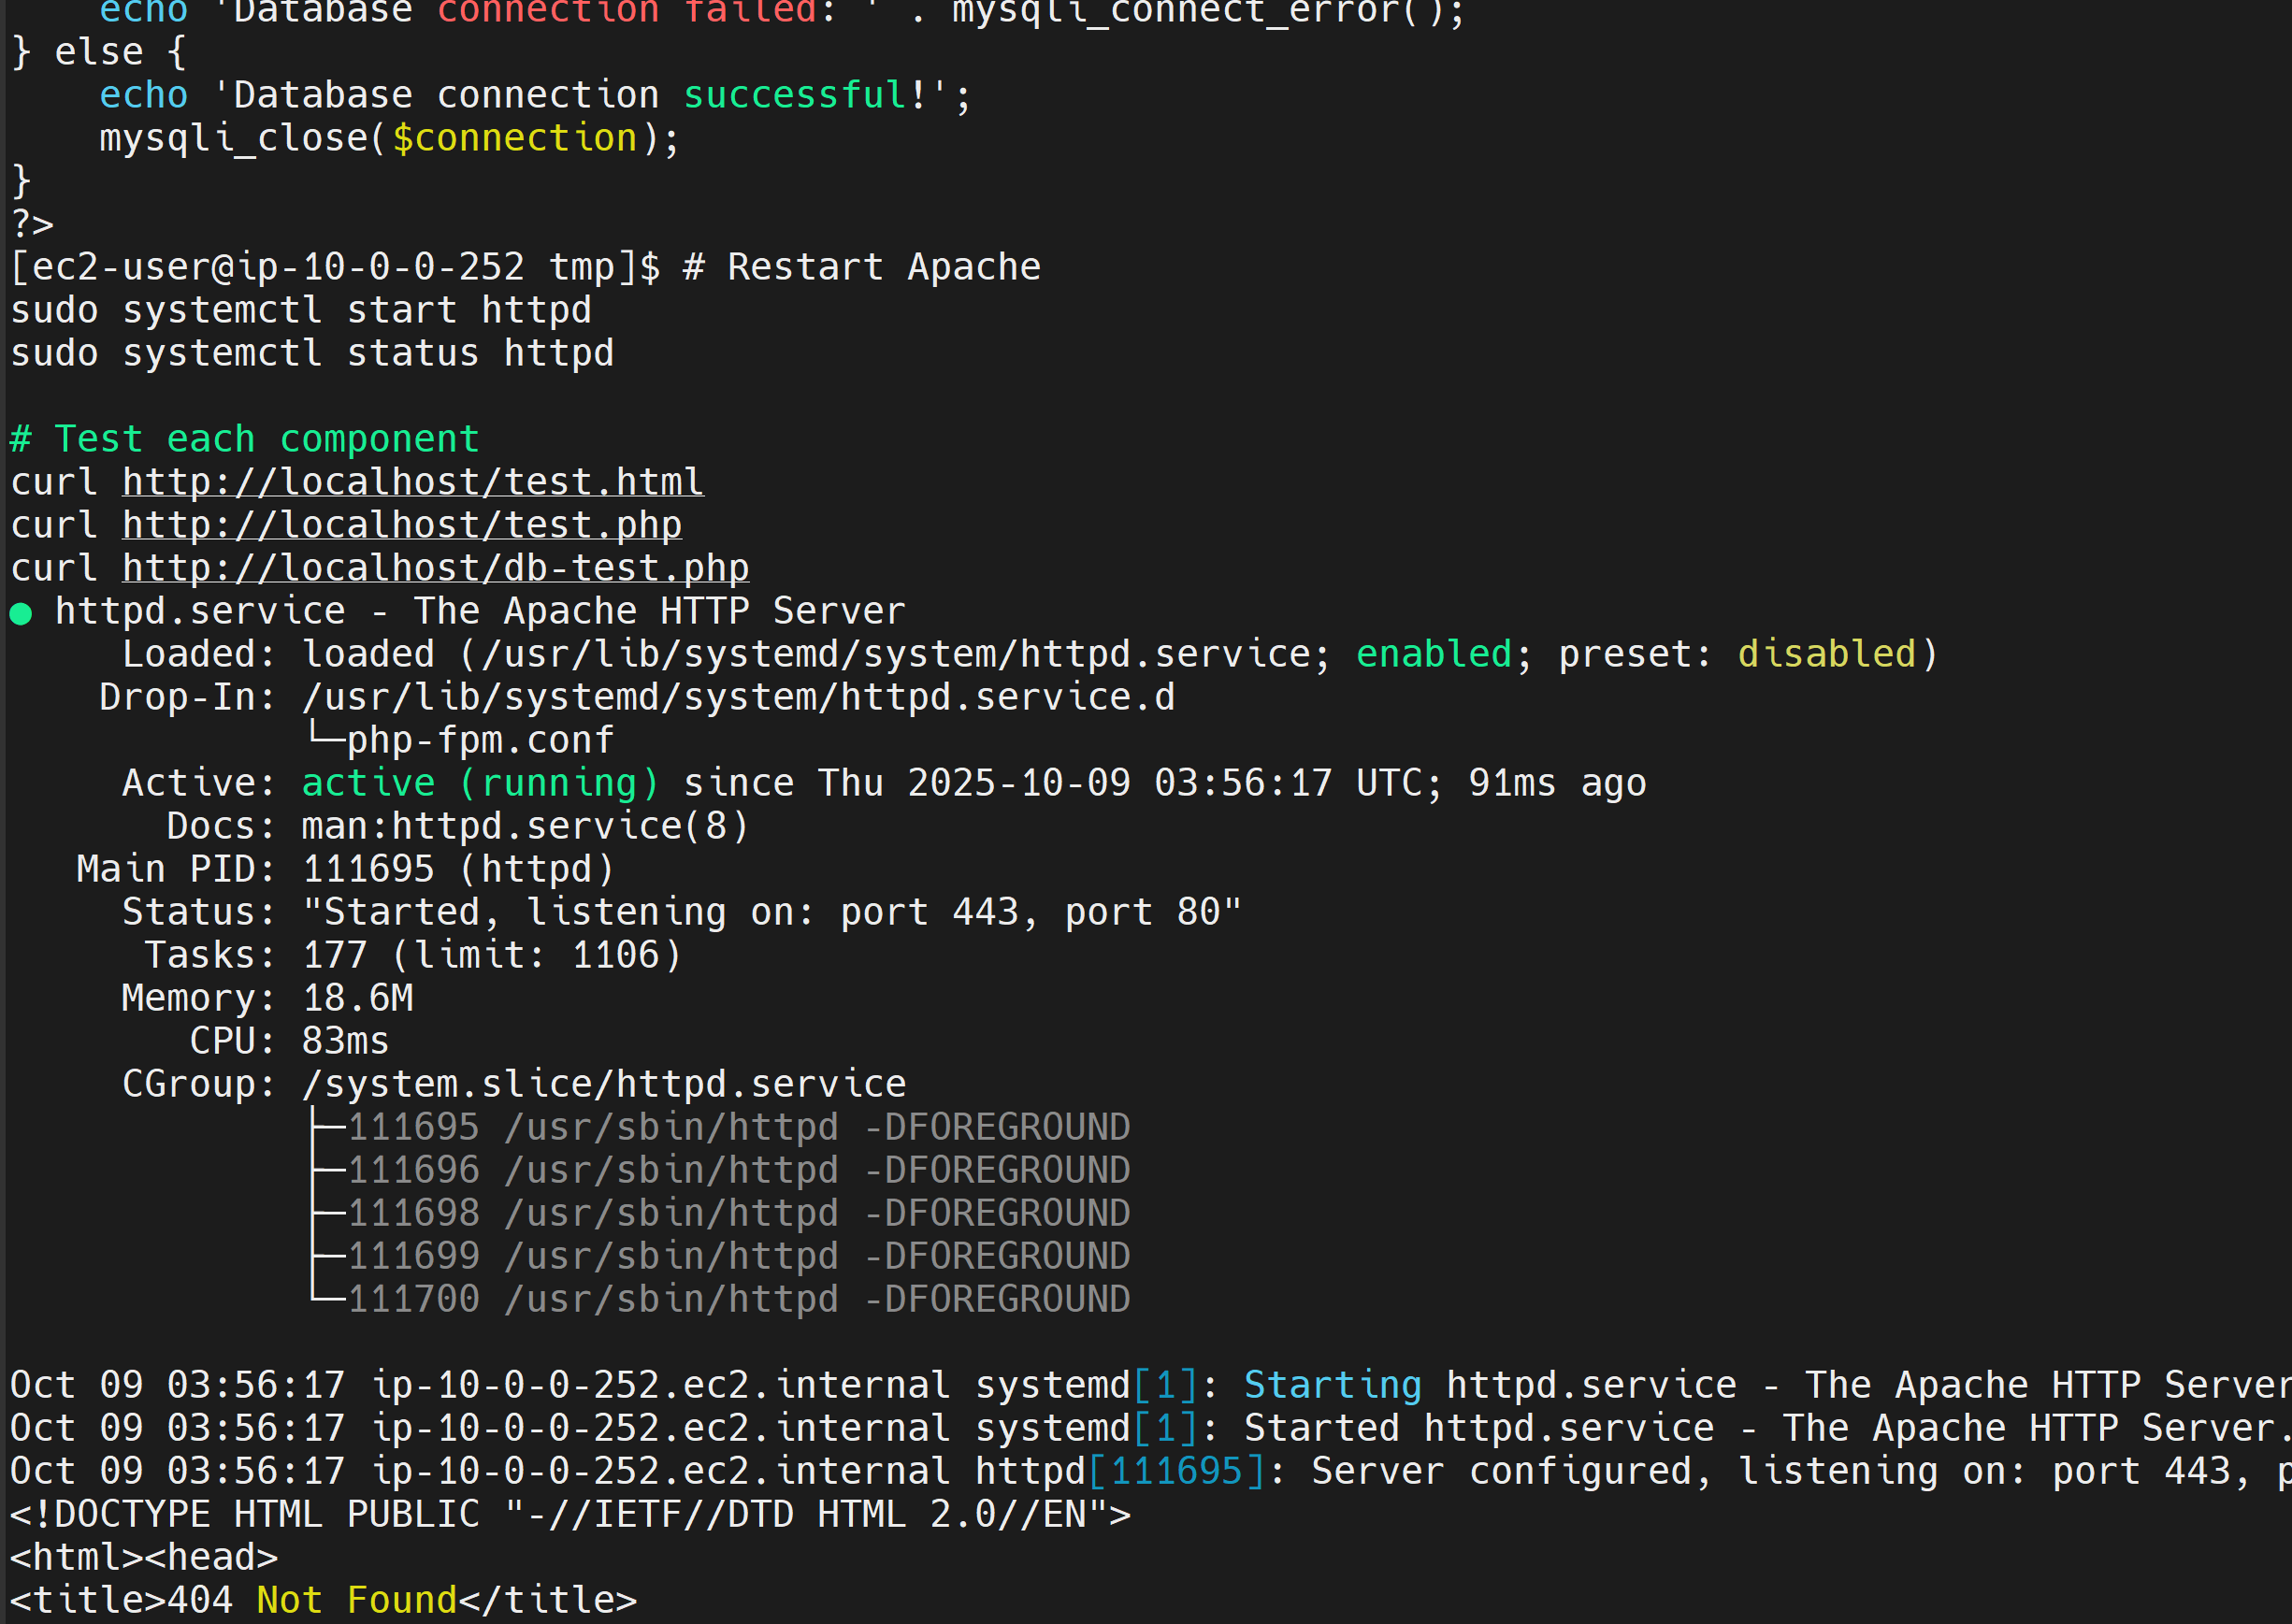 echo 'Database connection failed: ' . mysqli_connect_error();
} else {
    echo 'Database connection successful!';
    mysqli_close($connection);
}
?>
[ec2-user@ip-10-0-0-252 tmp]$ # Restart Apache
sudo systemctl start httpd
sudo systemctl status httpd

# Test each component
curl http://localhost/test.html
curl http://localhost/test.php
curl http://localhost/db-test.php
● httpd.service - The Apache HTTP Server
     Loaded: loaded (/usr/lib/systemd/system/httpd.service; enabled; preset: disabled)
    Drop-In: /usr/lib/systemd/system/httpd.service.d
             └─php-fpm.conf
     Active: active (running) since Thu 2025-10-09 03:56:17 UTC; 91ms ago
       Docs: man:httpd.service(8)
   Main PID: 111695 (httpd)
     Status: "Started, listening on: port 443, port 80"
      Tasks: 177 (limit: 1106)
     Memory: 18.6M
        CPU: 83ms
     CGroup: /system.slice/httpd.service
             ├─111695 /usr/sbin/httpd -DFOREGROUND
             ├─111696 /usr/sbin/httpd -DFOREGROUND
             ├─111698 /usr/sbin/httpd -DFOREGROUND
             ├─111699 /usr/sbin/httpd -DFOREGROUND
             └─111700 /usr/sbin/httpd -DFOREGROUND

Oct 09 03:56:17 ip-10-0-0-252.ec2.internal systemd[1]: Starting httpd.service - The Apache HTTP Server
Oct 09 03:56:17 ip-10-0-0-252.ec2.internal systemd[1]: Started httpd.service - The Apache HTTP Server.
Oct 09 03:56:17 ip-10-0-0-252.ec2.internal httpd[111695]: Server configured, listening on: port 443, p
<!DOCTYPE HTML PUBLIC "-//IETF//DTD HTML 2.0//EN">
<html><head>
<title>404 Not Found</title>